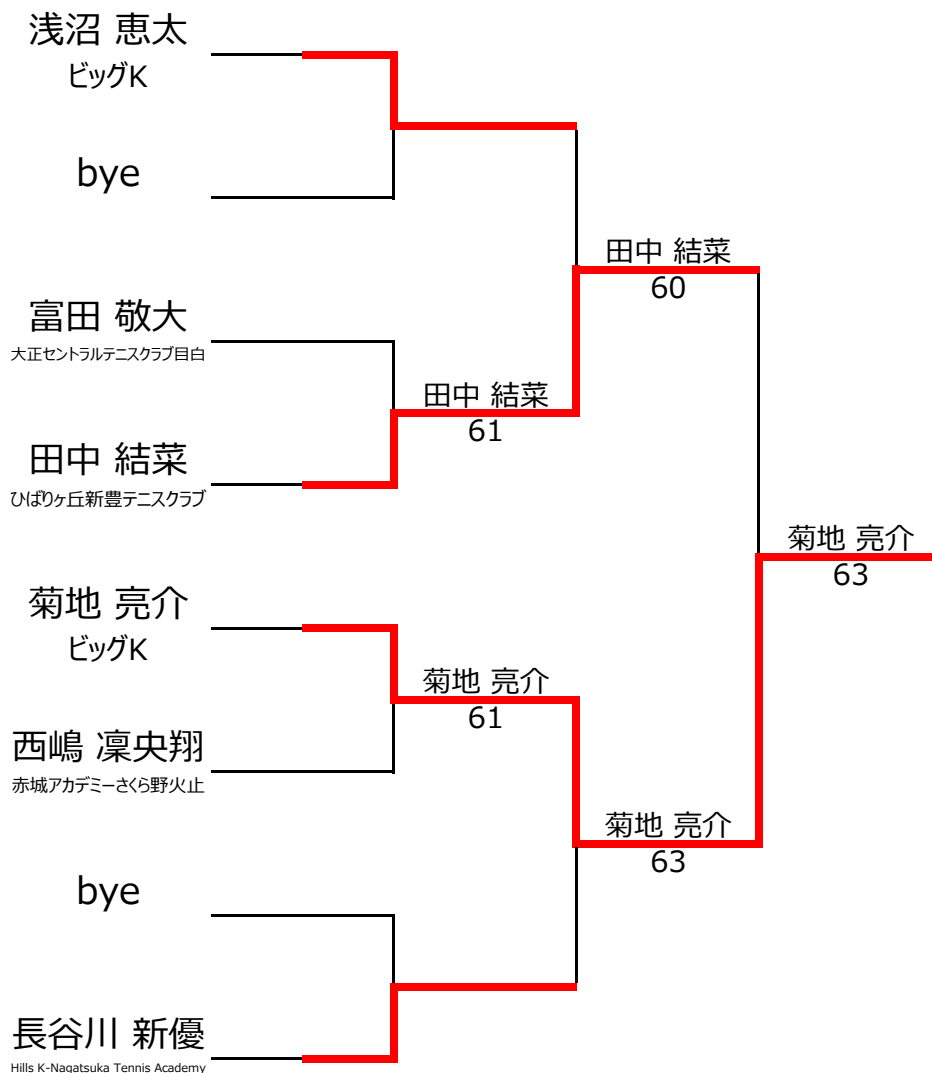 浅沼 恵太
ビッグK
bye
富田 敬大
大正セントラルテニスクラブ目白
田中 結菜
ひばりヶ丘新豊テニスクラブ
菊地 亮介
ビッグK
西嶋 凜央翔
赤城アカデミーさくら野火止
bye
長谷川 新優
Hills K-Nagatsuka Tennis Academy
田中 結菜
61
菊地 亮介
61
田中 結菜
60
菊地 亮介
63
菊地 亮介
63